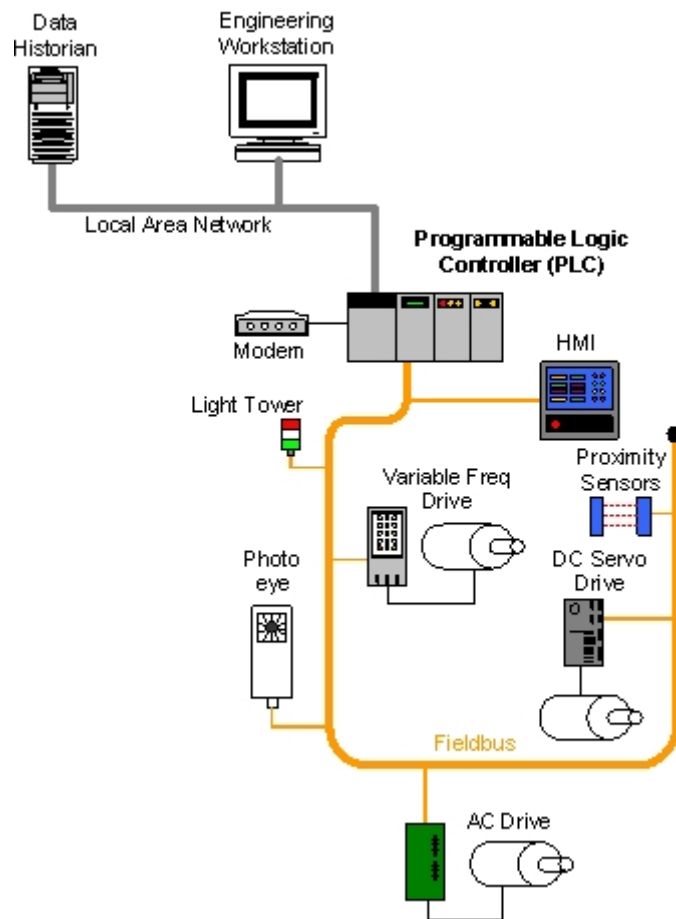 Data
Historian
Engineering
Workstation
Local Area Network
Programmable Logic
Controller (PLC)
Modem
HMI
Light Tower
Proximity
Sensors
Variable Freq
Drive
Photo
eye
DC Servo
Drive
Fieldbus
AC Drive